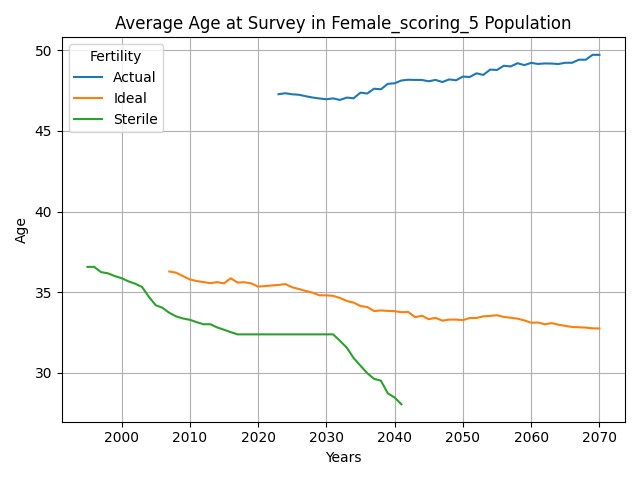 Average Age at Survey in Female_scoring_5 Population
Fertility
Actual
Ideal
Sterile
Age
50
45
40
35
30
2000 2010 2020 2030 2040 2050 2060 2070
Years